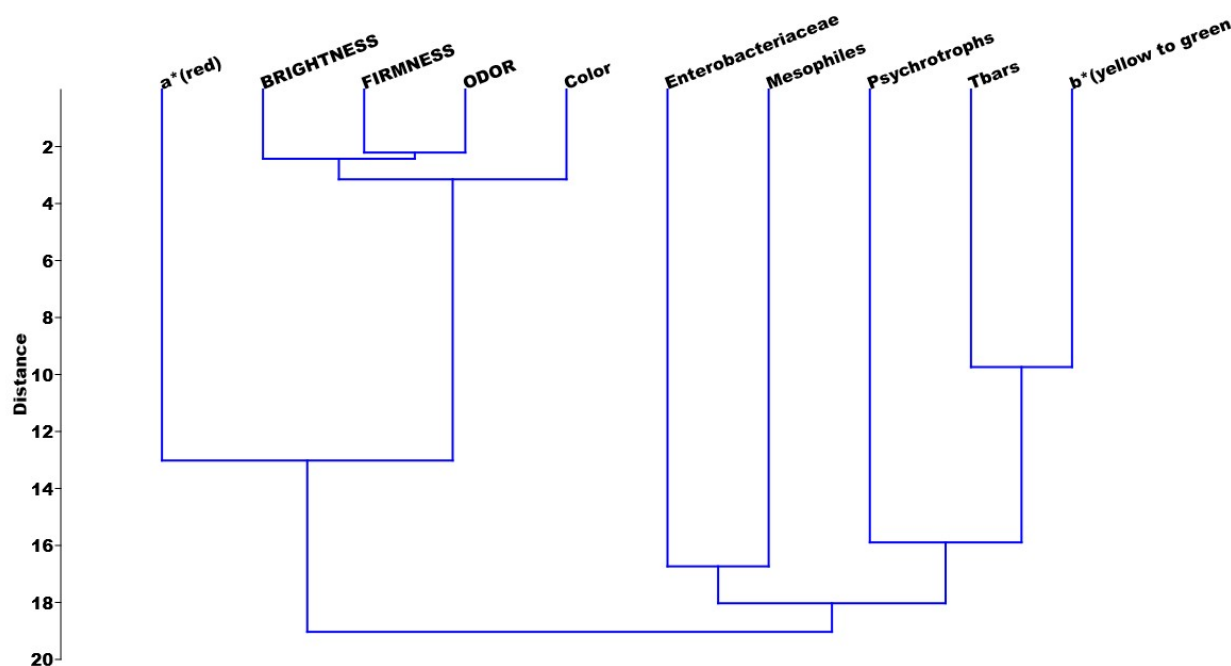 a*(red)
BRIGHTNESS
FIRMNESS
ODOR
Color
Enterobacteriaceae
Mesophiles
Psychrotrophs
Tbars
b*(yellow to green
2
4
6
8
10
12
14
16
18
20
Distance